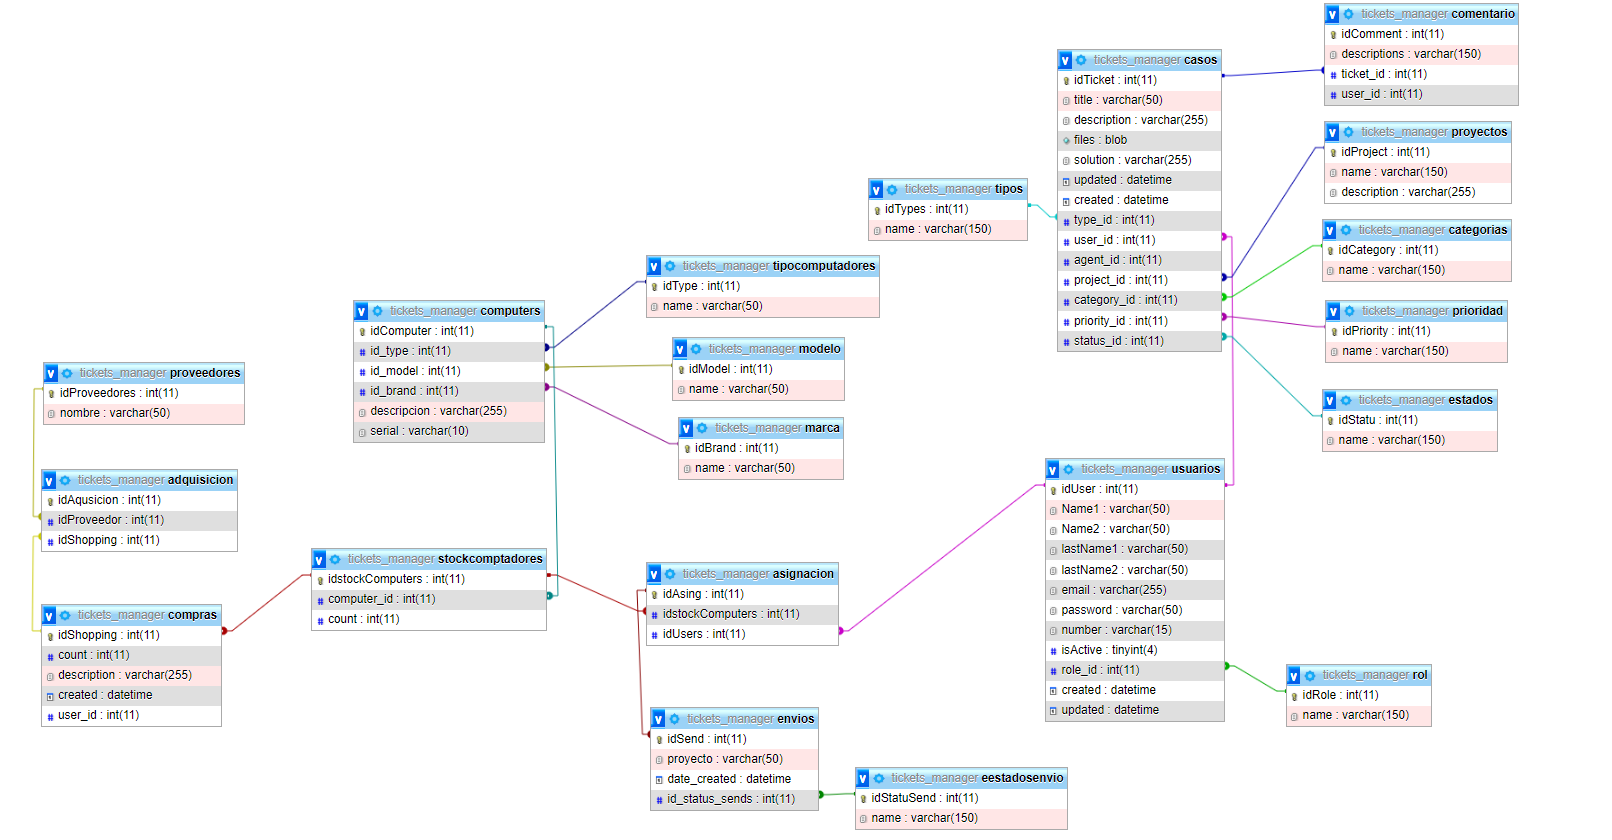 tickets_manager comentario
idComment : int(11)
descriptions : varchar(150)
ticket_id : int(11)
user_id : int(11)
tickets_manager casos
idTicket : int(11)
title : varchar(50)
description : varchar(255)
files : blob
solution : varchar(255)
updated : datetime
created : datetime
type_id : int(11)
user_id : int(11)
agent_id : int(11)
project_id : int(11)
category_id : int(11)
priority_id : int(11)
status_id : int(11)
tickets_manager proyectos
idProject : int(11)
name : varchar(150)
description : varchar(255)
tickets_manager tipos
idTypes : int(11)
name : varchar(150)
tickets_manager categorias
idCategory : int(11)
name : varchar(150)
tickets_manager tipocomputadores
idType : int(11)
name : varchar(50)
tickets_manager computers
idComputer : int(11)
id_type : int(11)
id_model : int(11)
id_brand : int(11)
descripcion : varchar(255)
serial : varchar(10)
tickets_manager prioridad
idPriority : int(11)
name : varchar(150)
tickets_manager modelo
idModel : int(11)
name : varchar(50)
tickets_manager proveedores
idProveedores : int(11)
nombre : varchar(50)
tickets_manager estados
idStatu : int(11)
name : varchar(150)
tickets_manager marca
idBrand : int(11)
name : varchar(50)
tickets_manager usuarios
idUser : int(11)
Name1 : varchar(50)
Name2 : varchar(50)
lastName1 : varchar(50)
lastName2 : varchar(50)
email : varchar(255)
password : varchar(50)
number : varchar(15)
isActive : tinyint(4)
role_id : int(11)
created : datetime
updated : datetime
tickets_manager adquisicion
idAqusicion : int(11)
idProveedor : int(11)
idShopping : int(11)
tickets_manager stockcomptadores
idstockComputers : int(11)
computer_id : int(11)
count : int(11)
tickets_manager asignacion
idAsing : int(11)
idstockComputers : int(11)
idUsers : int(11)
tickets_manager compras
idShopping : int(11)
count : int(11)
description : varchar(255)
created : datetime
user_id : int(11)
tickets_manager rol
idRole : int(11)
name : varchar(150)
tickets_manager envios
idSend : int(11)
proyecto : varchar(50)
date_created : datetime
id_status_sends : int(11)
tickets_manager eestadosenvio
idStatuSend : int(11)
name : varchar(150)